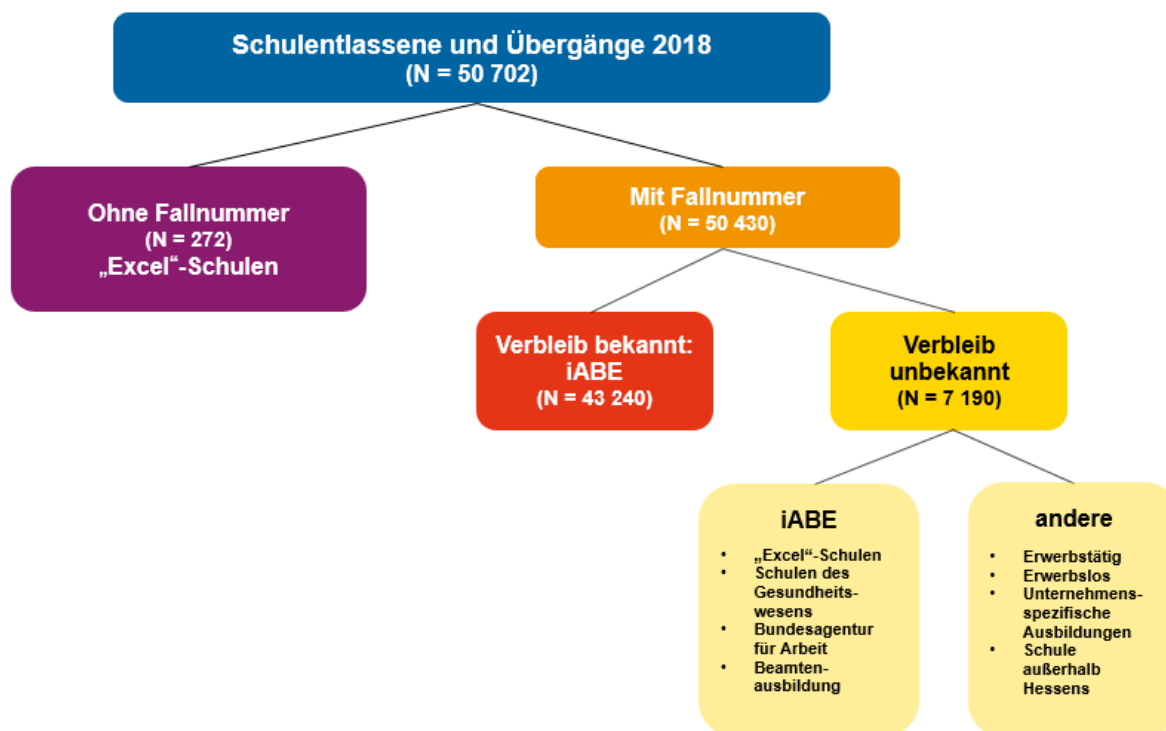 Schulentlassene und Übergänge 2018
(N = 50 702)
Ohne Fallnummer
(N = 272)
„Excel“-Schulen
Mit Fallnummer
(N = 50 430)
Verbleib bekannt:
iABE
(N = 43 240)
Verbleib
unbekannt
(N = 7 190)
iABE
• „Excel“-Schulen
• Schulen des
Gesundheits-
wesens
• Bundesagentur
für Arbeit
• Beamten-
ausbildung
andere
• Erwerbstätig
• Erwerbslos
• Unternehmens-
spezifische
Ausbildungen
• Schule
außerhalb
Hessens